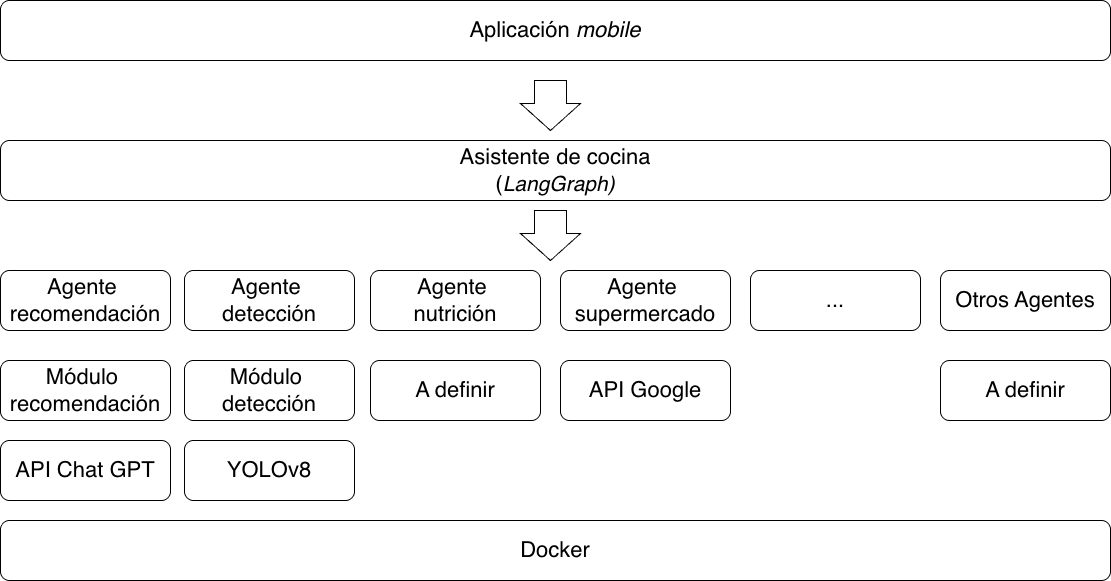 Aplicación mobile
Asistente de cocina
(LangGraph)
Agente
recomendación
Agente
detección
Agente
nutrición
Agente
supermercado
...
Otros Agentes
Módulo
recomendación
Módulo
detección
A definir
API Google
A definir
API Chat GPT
YOLOv8
Docker